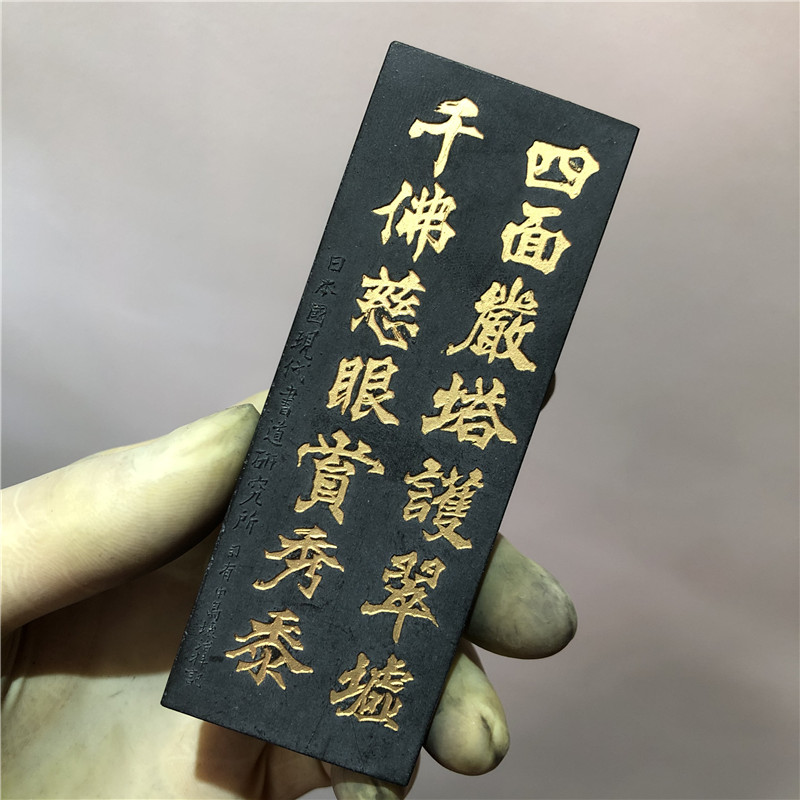 四面巖塔護翠墟
千佛慈眼賞秀黍
日本國現代書道研究所